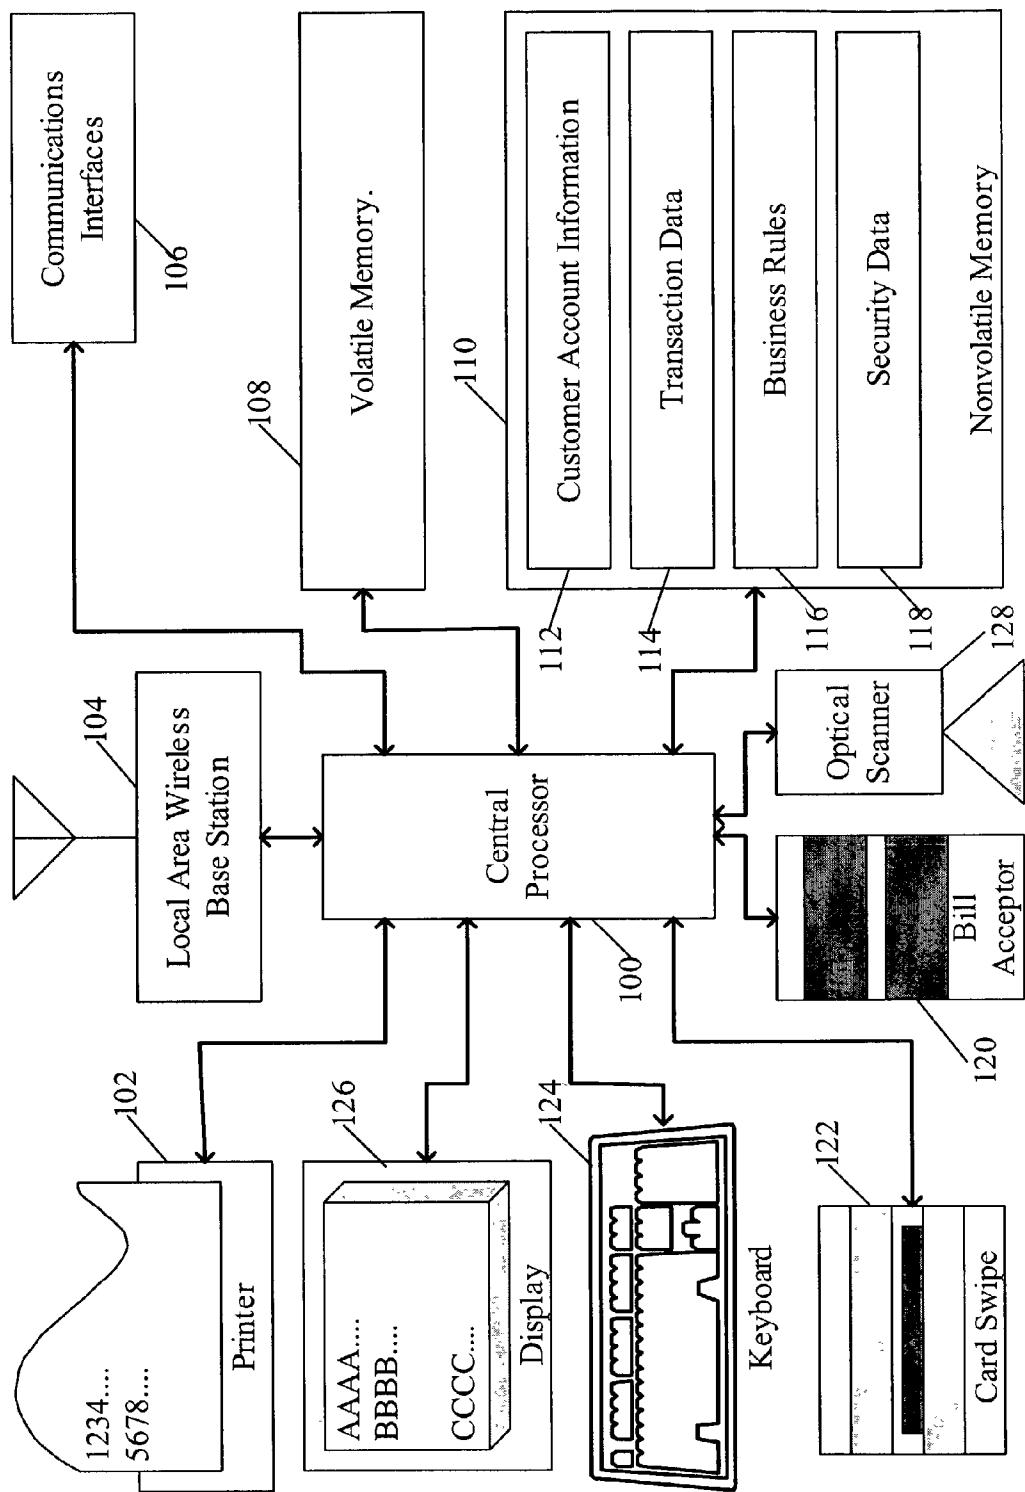 1234....
5678....
Printer
102
AAAA....
BBBB....
CCCC....
Display
126
Keyboard
124
Card Swipe
122
Local Area Wireless
Base Station
104
Central
Processor
100
Bill
Acceptor
120
Optical
Scanner
128
Communications
Interfaces
106
Volatile Memory.
108
110
Customer Account Information
112
Transaction Data
114
Business Rules
116
Security Data
118
Nonvolatile Memory